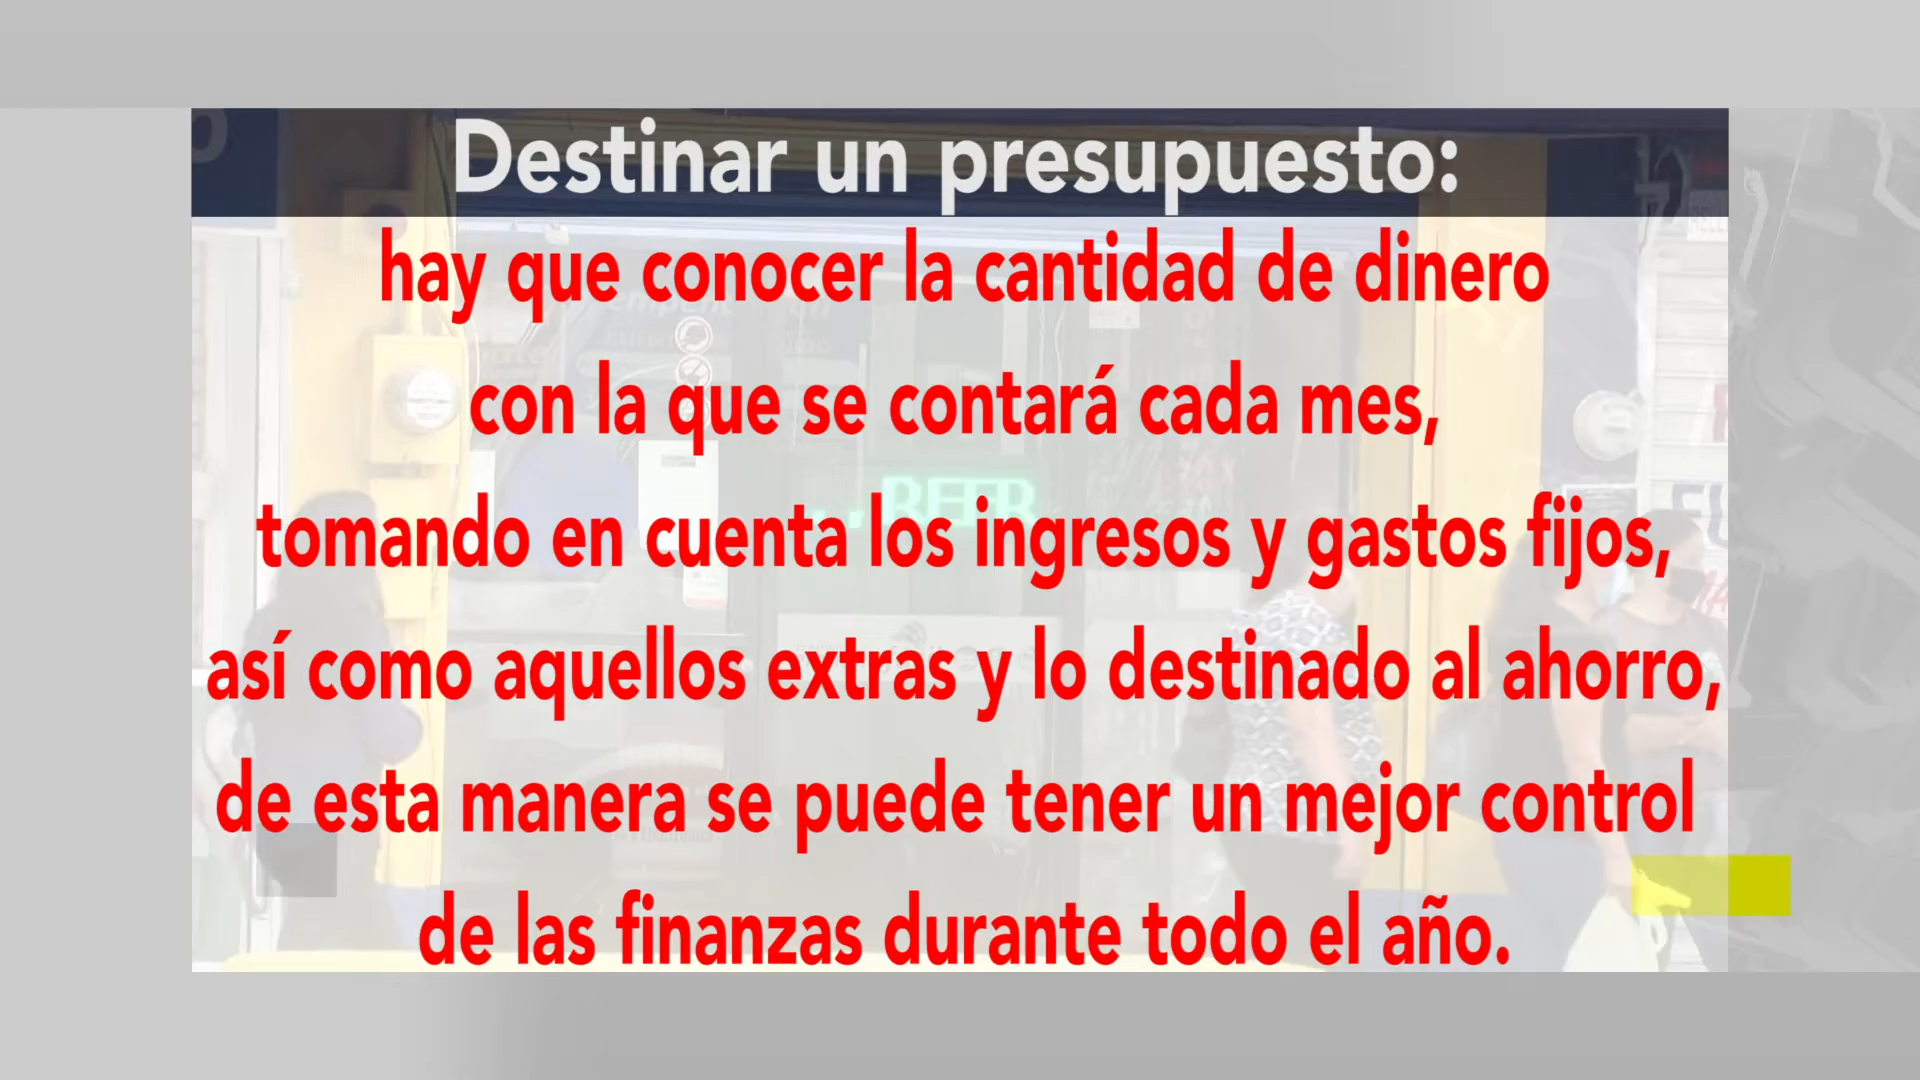 Destinar un presupuesto:
hay que conocer la cantidad de dinero
con la que se contará cada mes,
tomando en cuenta los ingresos y gastos fijos,
así como aquellos extras y lo destinado al ahorro,
de esta manera se puede tener un mejor control
de las finanzas durante todo el año.
BEER